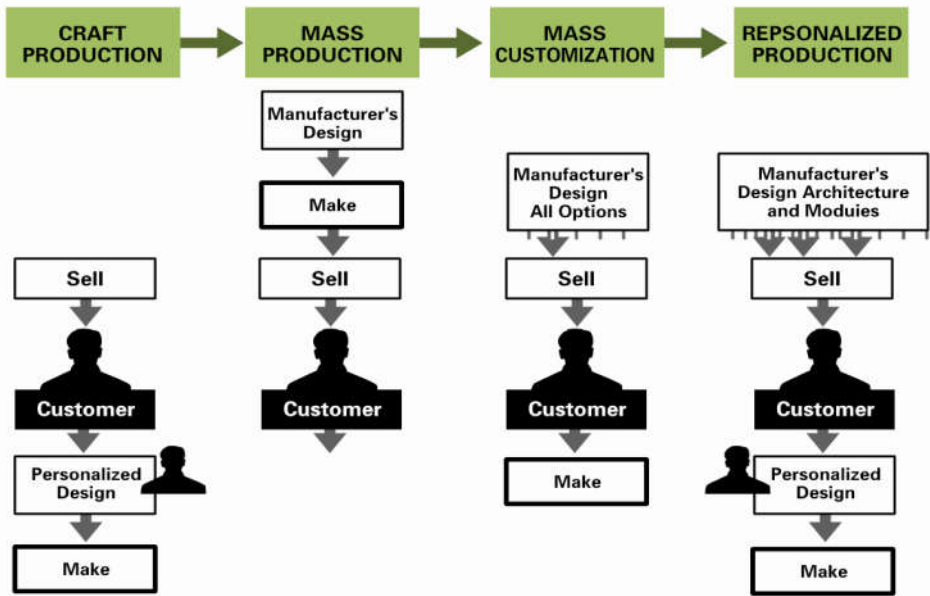 CRAFT
PRODUCTION
MASS
PRODUCTION
MASS
CUSTOMIZATION
REPSONALIZED
PRODUCTION
Sell
Customer
Personalized
Design
Make
Manufacturer's
Design
Make
Sell
Customer
Manufacturer's
Design
All Options
Sell
Customer
Make
Manufacturer's
Design Architecture
and Moduies
Sell
Customer
Personalized
Design
Make